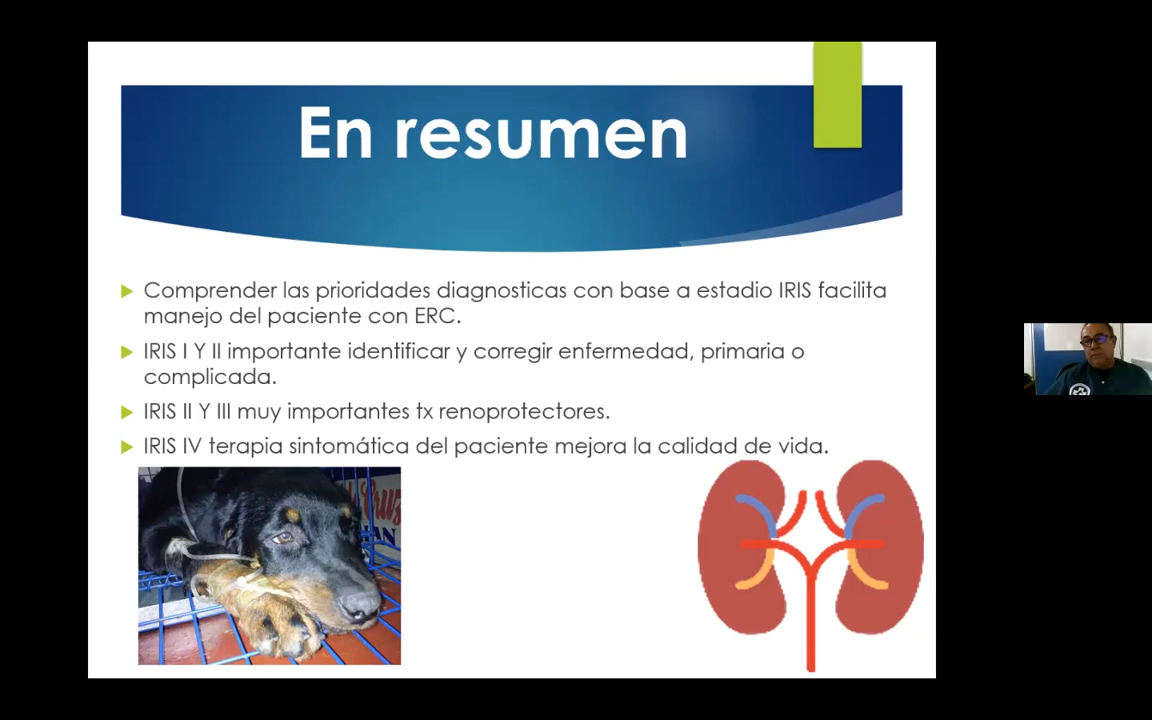 En resumen
Comprender las prioridades diagnosticas con base a estadio IRIS facilita
manejo del paciente con ERC.
IRIS I Y II importante identificar y corregir enfermedad, primaria o
complicada.
IRIS II Y III muy importantes tx renoprotectores.
IRIS IV terapia sintomática del paciente mejora la calidad de vida.